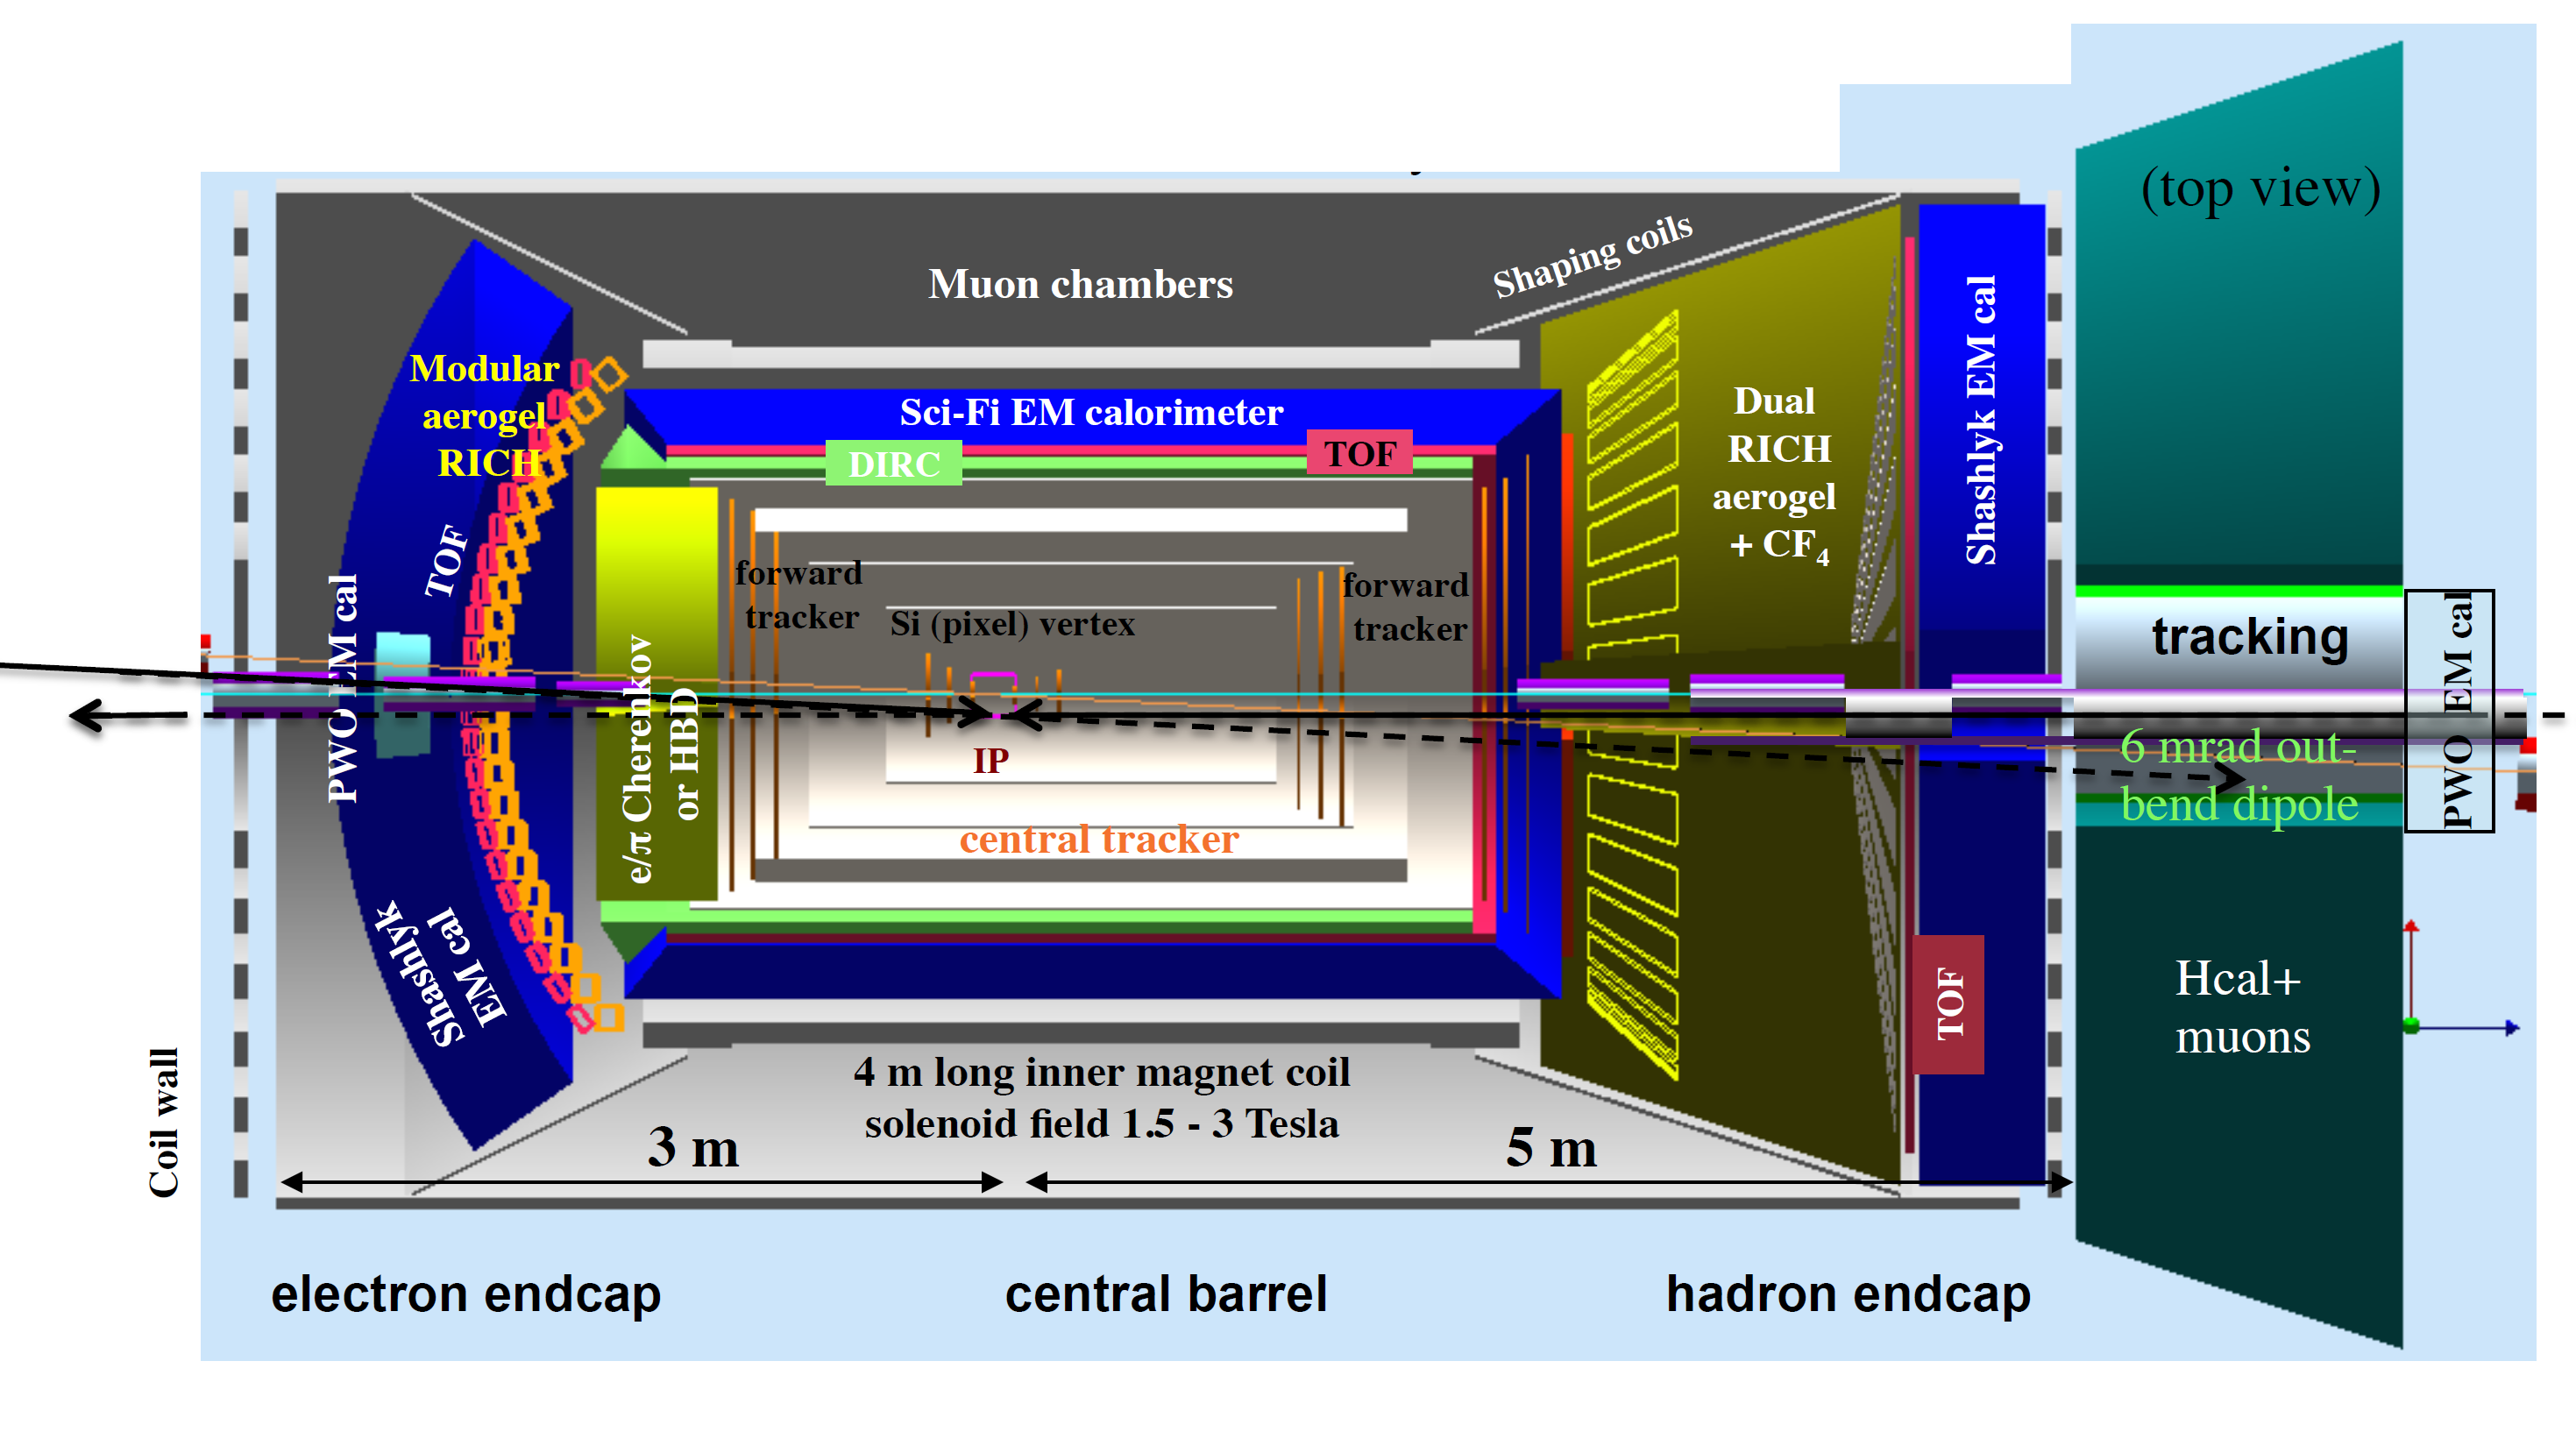 (top view)
Muon chambers
Shaping coils
Shashlyk EM cal
Modular
aerogel
RICH
Sci-Fi EM calorimeter
DIRC
TOF
Dual
RICH
aerogel
+ CF4
TOF
PWO EM cal
forward
tracker
Si (pixel) vertex
forward
tracker
tracking
PWO EM cal
e/π Cherenkov
or HBD
IP
6 mrad out-
bend dipole
central tracker
Shashlyk
EM cal
TOF
Hcal+
muons
Coil wall
4 m long inner magnet coil
solenoid field 1.5 - 3 Tesla
3 m
5 m
electron endcap
central barrel
hadron endcap